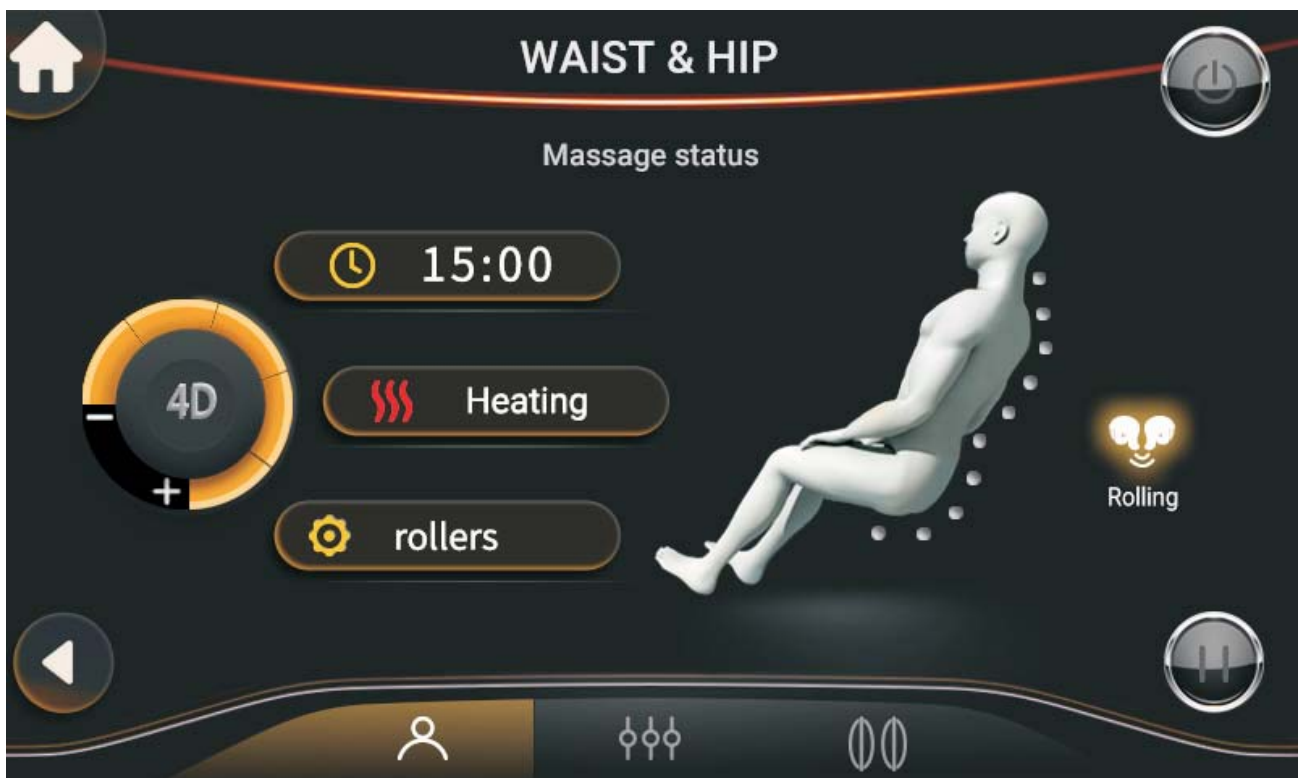 WAIST & HIP
Massage status
15:00
4D
Heating
rollers
Rolling